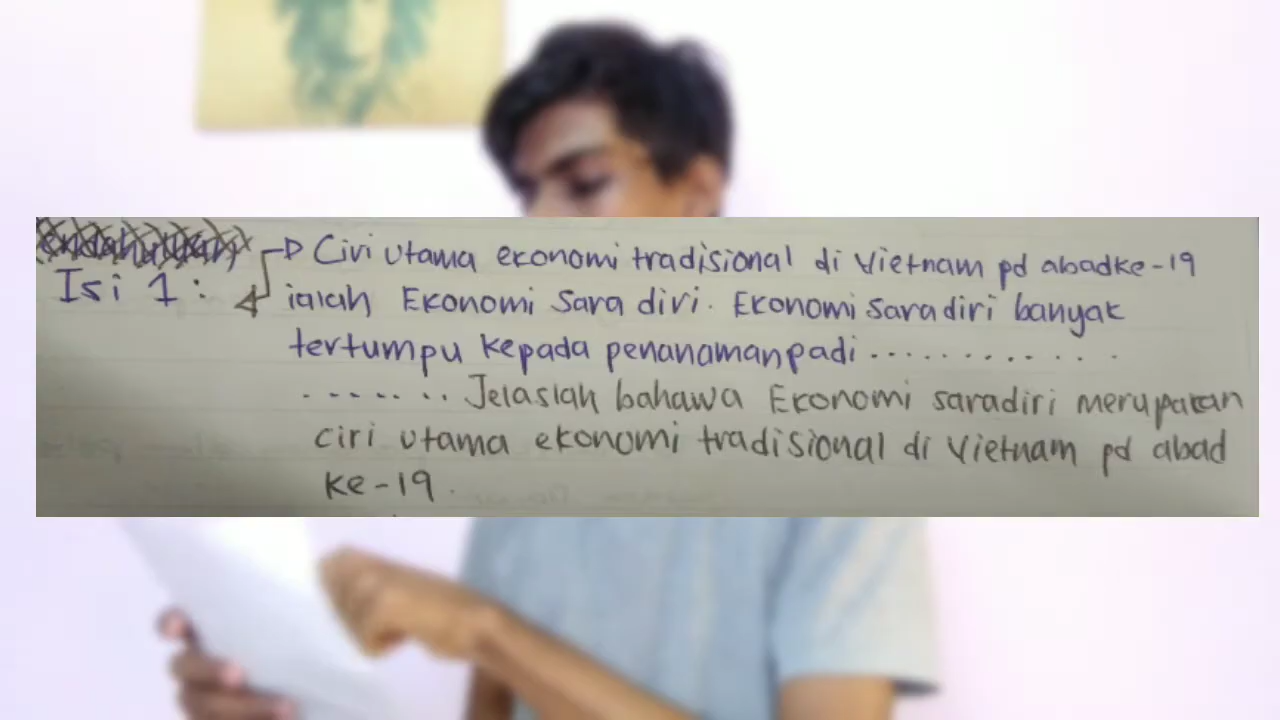 Ciri utama ekonomi tradisional di Vietnam pd abad ke-19
Isi 1: ialah Ekonomi Sara diri. Ekonomi saradiri banyak
tertumpu kepada penanaman padi .............
....... Jelaslah bahawa Ekonomi saradiri merupakan
ciri utama ekonomi tradisional di Vietnam pd abad
ke-19.